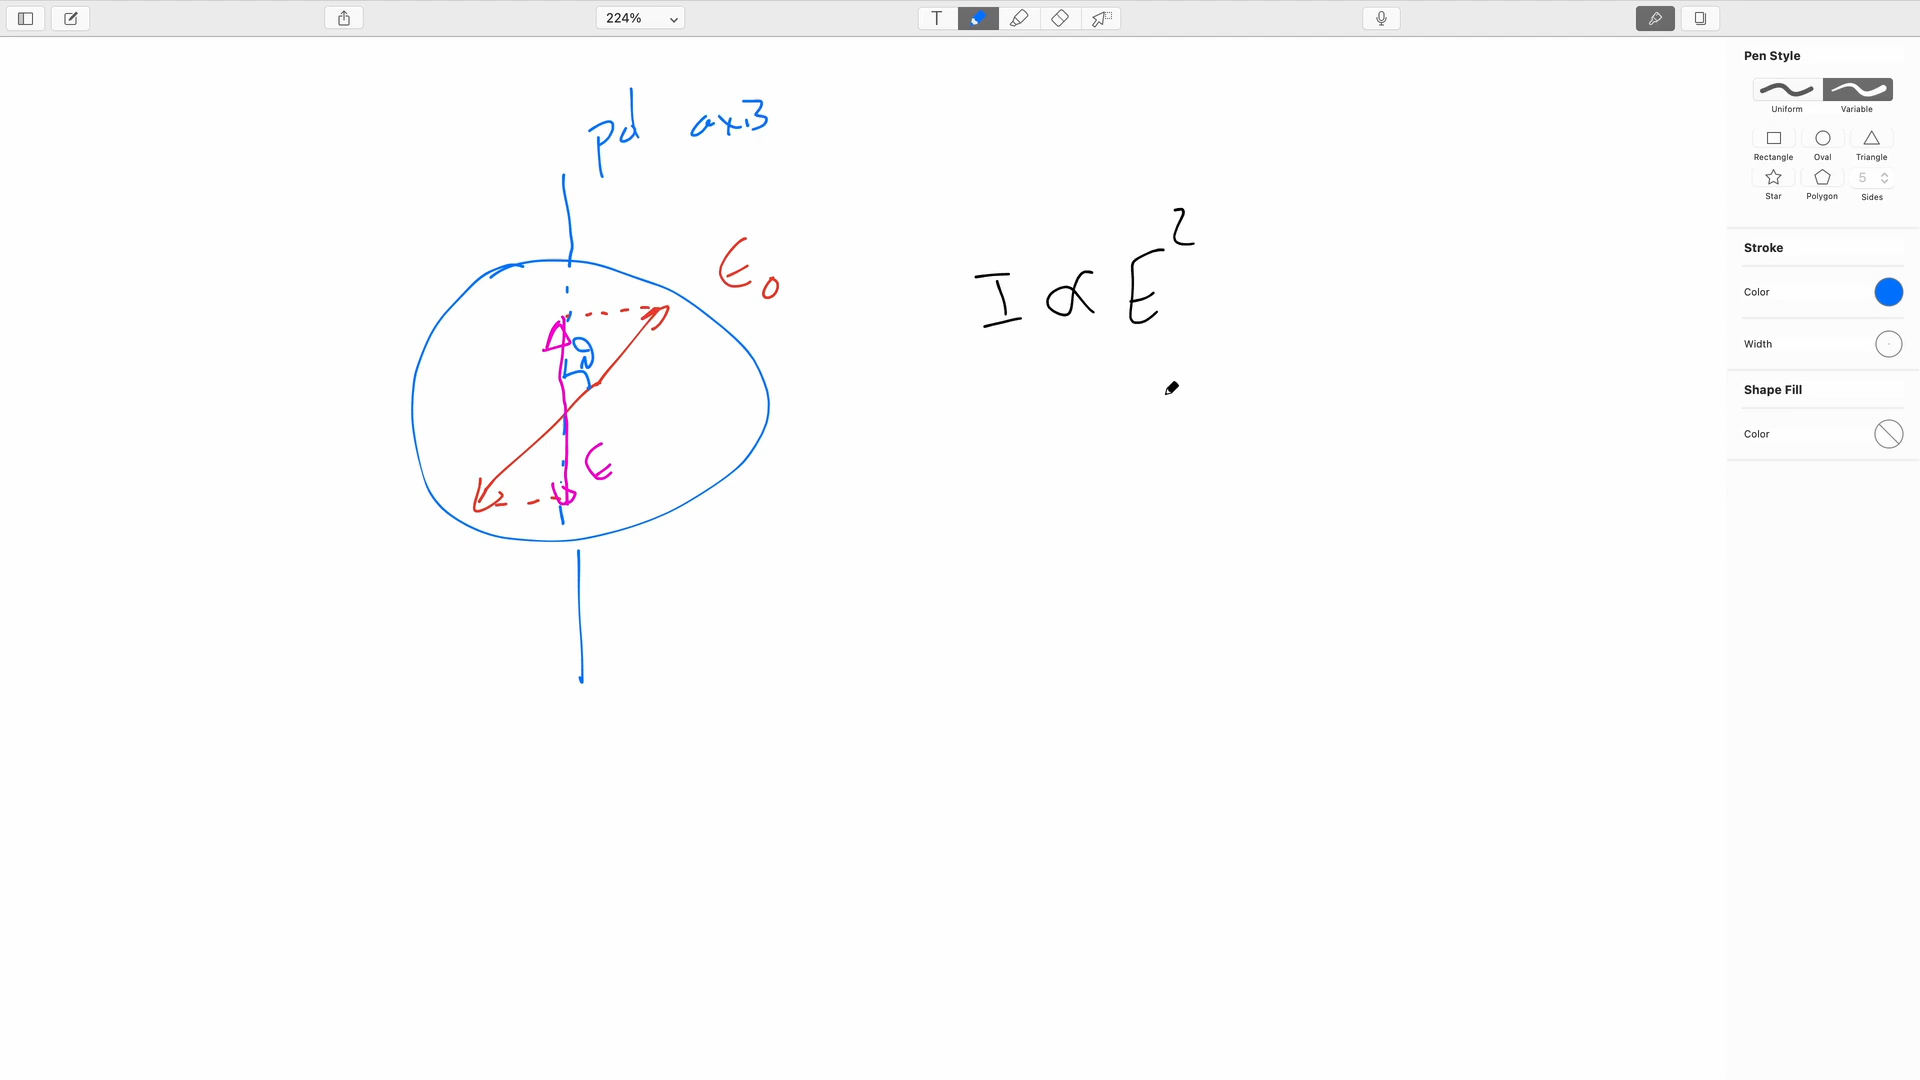 224%
T
Pen Style
Uniform
Variable
Rectangle
Oval
Triangle
5
Star
Polygon
Sides
Stroke
Color
Width
Shape Fill
Color
pol axis
E₀
θ
E
I ∝ E²